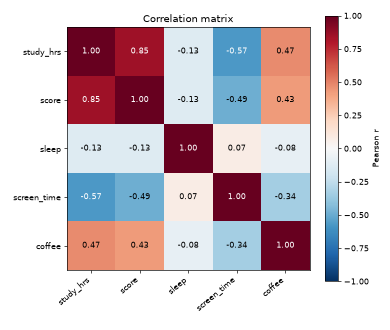 Correlation matrix
study_hrs 1.00 0.85 -0.13 -0.57 0.47
score 0.85 1.00 -0.13 -0.49 0.43
sleep -0.13 -0.13 1.00 0.07 -0.08
screen_time -0.57 -0.49 0.07 1.00 -0.34
coffee 0.47 0.43 -0.08 -0.34 1.00
study_hrs score sleep screen_time coffee
1.00
0.75
0.50
0.25
0.00
−0.25
−0.50
−0.75
−1.00
Pearson r